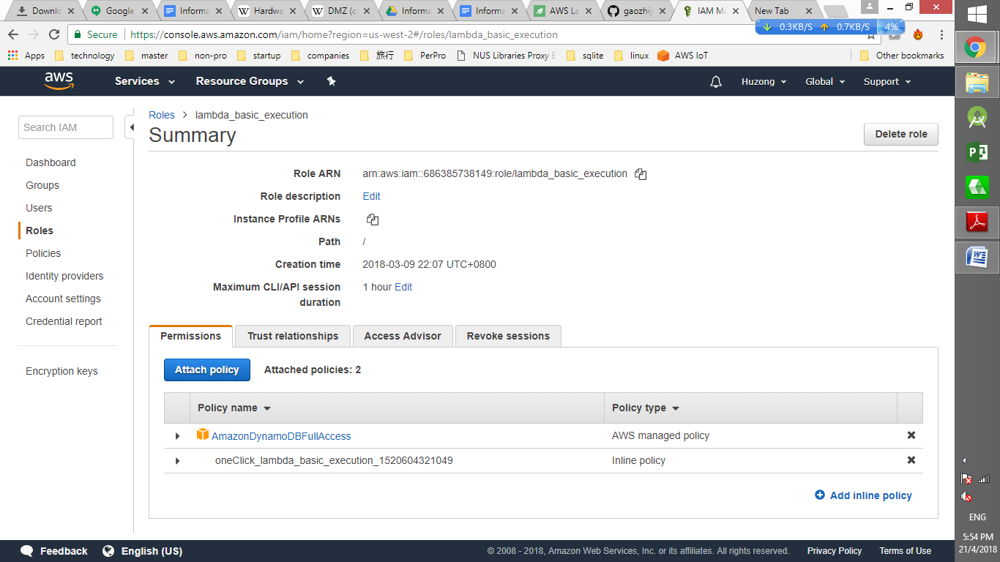 Downlo
Google
Informa
Hardwa
DMZ (c
Informa
Informa
AWS La
gaozhiy
IAM Ma
New Tab
0.3KB/S 0.7KB/S 4%
Secure https://console.aws.amazon.com/iam/home?region=us-west-2#/roles/lambda_basic_execution
Apps technology master non-pro startup companies 旅行 PerPro NUS Libraries Proxy B sqlite linux AWS IoT Other bookmarks
aws Services Resource Groups Huzong Global Support
Search IAM
Dashboard
Groups
Users
Roles
Policies
Identity providers
Account settings
Credential report
Encryption keys
Roles > lambda_basic_execution
Summary
Delete role
Role ARN arn:aws:iam::686385738149:role/lambda_basic_execution
Role description Edit
Instance Profile ARNs
Path /
Creation time 2018-03-09 22:07 UTC+0800
Maximum CLI/API session 1 hour Edit
duration
Permissions Trust relationships Access Advisor Revoke sessions
Attach policy Attached policies: 2
Policy name Policy type
AmazonDynamoDBFullAccess AWS managed policy
oneClick_lambda_basic_execution_1520604321049 Inline policy
Add inline policy
Feedback English (US) © 2008 - 2018, Amazon Web Services, Inc. or its affiliates. All rights reserved. Privacy Policy Terms of Use
ENG
5:54 PM
21/4/2018